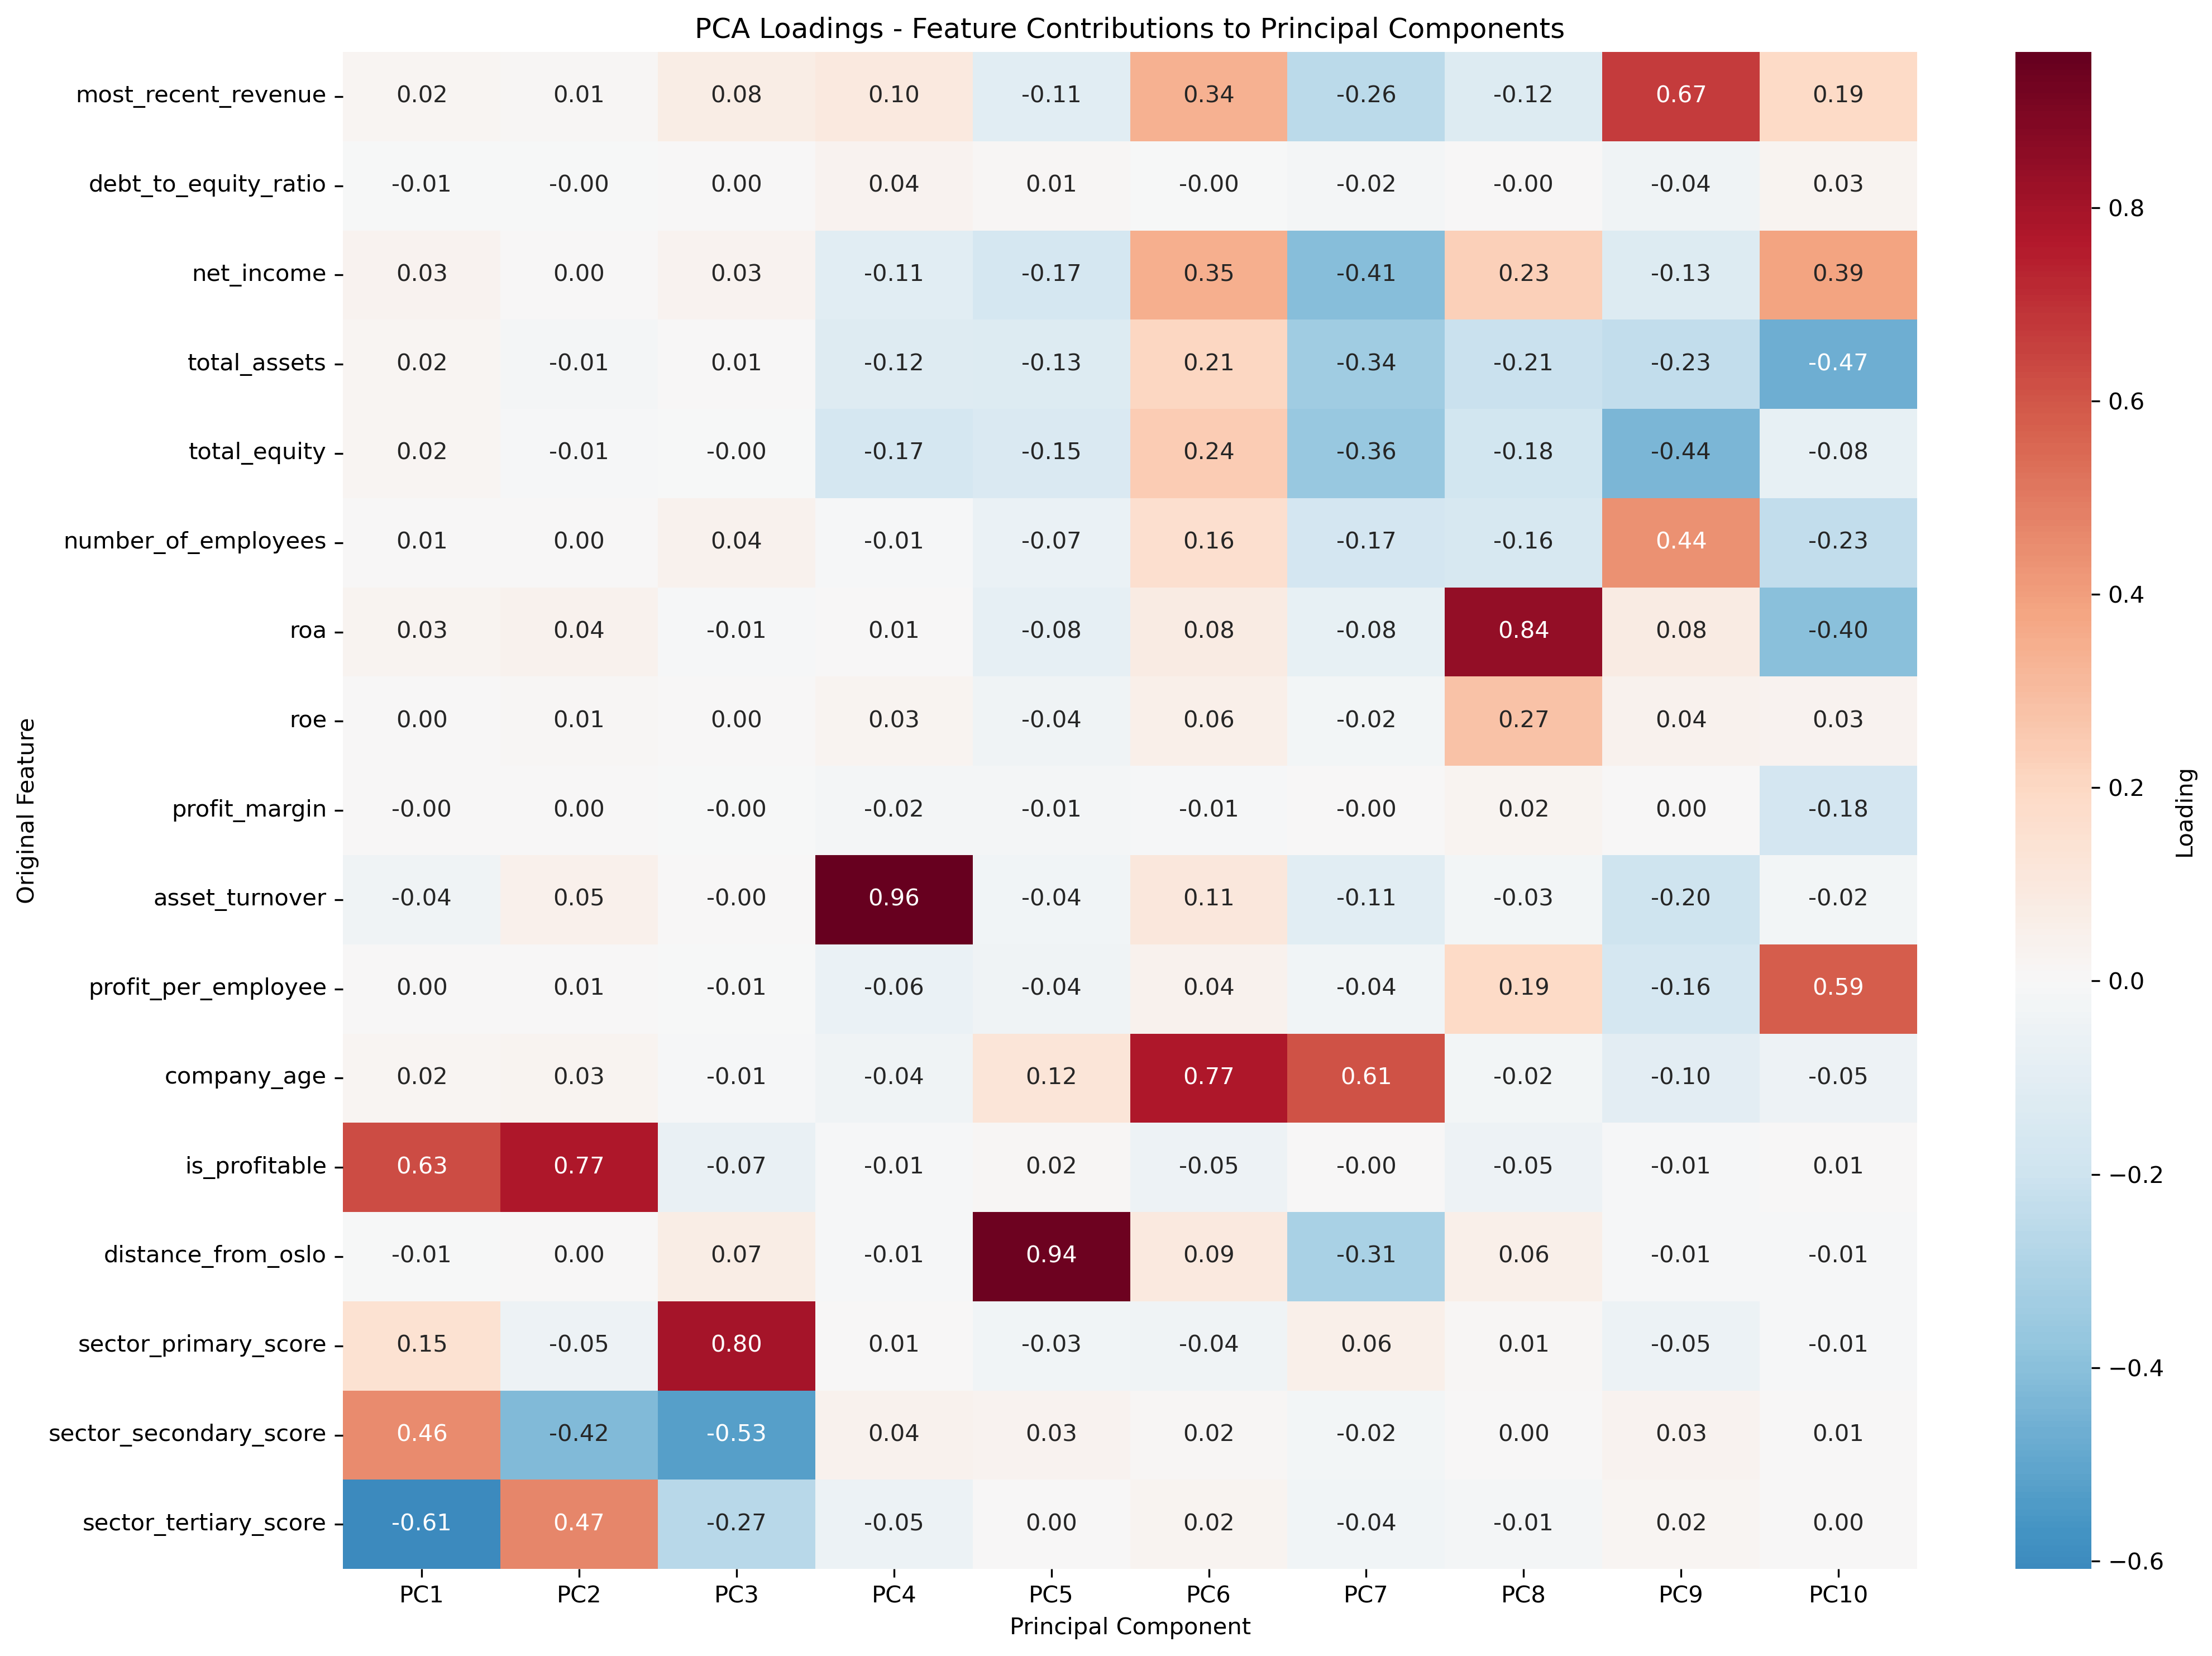 PCA Loadings - Feature Contributions to Principal Components
most_recent_revenue 0.02 0.01 0.08 0.10 -0.11 0.34 -0.26 -0.12 0.67 0.19
debt_to_equity_ratio -0.01 -0.00 0.00 0.04 0.01 -0.00 -0.02 -0.00 -0.04 0.03
net_income 0.03 0.00 0.03 -0.11 -0.17 0.35 -0.41 0.23 -0.13 0.39
total_assets 0.02 -0.01 0.01 -0.12 -0.13 0.21 -0.34 -0.21 -0.23 -0.47
total_equity 0.02 -0.01 -0.00 -0.17 -0.15 0.24 -0.36 -0.18 -0.44 -0.08
number_of_employees 0.01 0.00 0.04 -0.01 -0.07 0.16 -0.17 -0.16 0.44 -0.23
roa 0.03 0.04 -0.01 0.01 -0.08 0.08 -0.08 0.84 0.08 -0.40
roe 0.00 0.01 0.00 0.03 -0.04 0.06 -0.02 0.27 0.04 0.03
profit_margin -0.00 0.00 -0.00 -0.02 -0.01 -0.01 -0.00 0.02 0.00 -0.18
asset_turnover -0.04 0.05 -0.00 0.96 -0.04 0.11 -0.11 -0.03 -0.20 -0.02
profit_per_employee 0.00 0.01 -0.01 -0.06 -0.04 0.04 -0.04 0.19 -0.16 0.59
company_age 0.02 0.03 -0.01 -0.04 0.12 0.77 0.61 -0.02 -0.10 -0.05
is_profitable 0.63 0.77 -0.07 -0.01 0.02 -0.05 -0.00 -0.05 -0.01 0.01
distance_from_oslo -0.01 0.00 0.07 -0.01 0.94 0.09 -0.31 0.06 -0.01 -0.01
sector_primary_score 0.15 -0.05 0.80 0.01 -0.03 -0.04 0.06 0.01 -0.05 -0.01
sector_secondary_score 0.46 -0.42 -0.53 0.04 0.03 0.02 -0.02 0.00 0.03 0.01
sector_tertiary_score -0.61 0.47 -0.27 -0.05 0.00 0.02 -0.04 -0.01 0.02 0.00
PC1 PC2 PC3 PC4 PC5 PC6 PC7 PC8 PC9 PC10
Principal Component
Original Feature
0.8
0.6
0.4
0.2
0.0
−0.2
−0.4
−0.6
Loading